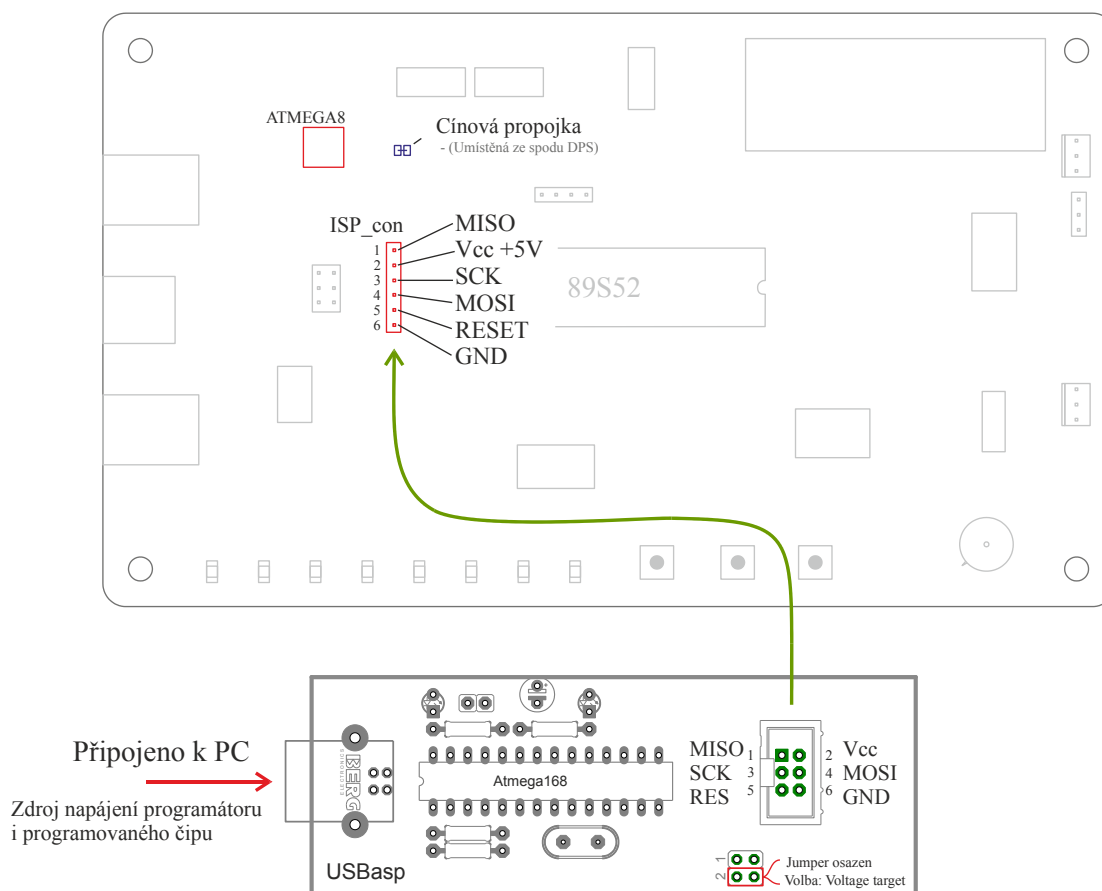 ATMEGA8
Cínová propojka
- (Umístěná ze spodu DPS)
ISP_con
1 MISO
2 Vcc +5V
3 SCK
4 MOSI
5 RESET
6 GND
89S52
Připojeno k PC
Zdroj napájení programátoru
i programovaného čipu
BERG
ELECTRONICS
Atmega168
MISO 1 2 Vcc
SCK 3 4 MOSI
RES 5 6 GND
USBasp
1
2
Jumper osazen
Volba: Voltage target